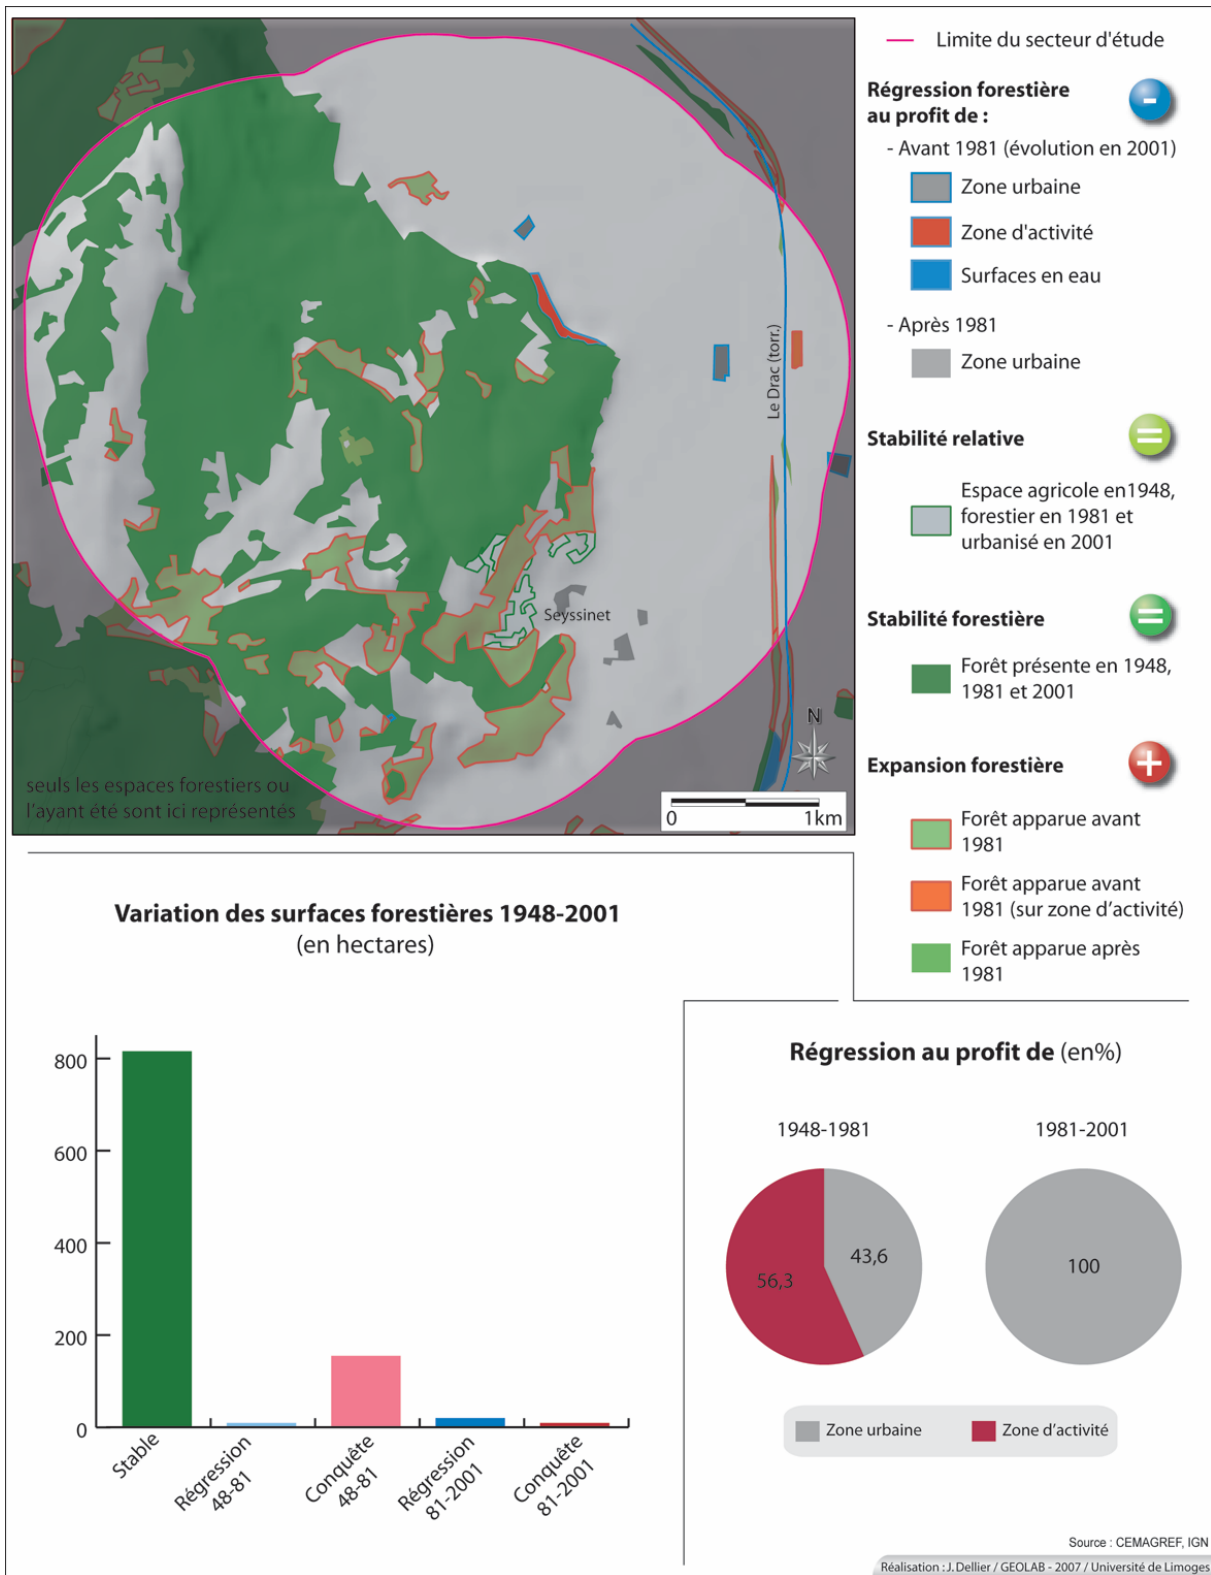 Limite du secteur d'étude
Régression forestière
au profit de :
-
- Avant 1981 (évolution en 2001)
Zone urbaine
Zone d'activité
Surfaces en eau
- Après 1981
Zone urbaine
Stabilité relative
=
Espace agricole en1948,
forestier en 1981 et
urbanisé en 2001
Stabilité forestière
=
Forêt présente en 1948,
1981 et 2001
Expansion forestière
+
Forêt apparue avant
1981
Forêt apparue avant
1981 (sur zone d'activité)
Forêt apparue après
1981
Le Drac (torr.)
Seyssinet
N
seuls les espaces forestiers ou
l'ayant été sont ici représentés
0 1km
Variation des surfaces forestières 1948-2001
(en hectares)
800
600
400
200
0
Stable
Régression
48-81
Conquête
48-81
Régression
81-2001
Conquête
81-2001
Régression au profit de (en%)
1948-1981
1981-2001
43,6
56,3
100
Zone urbaine
Zone d'activité
Source : CEMAGREF, IGN
Réalisation : J. Dellier / GEOLAB - 2007 / Université de Limoges